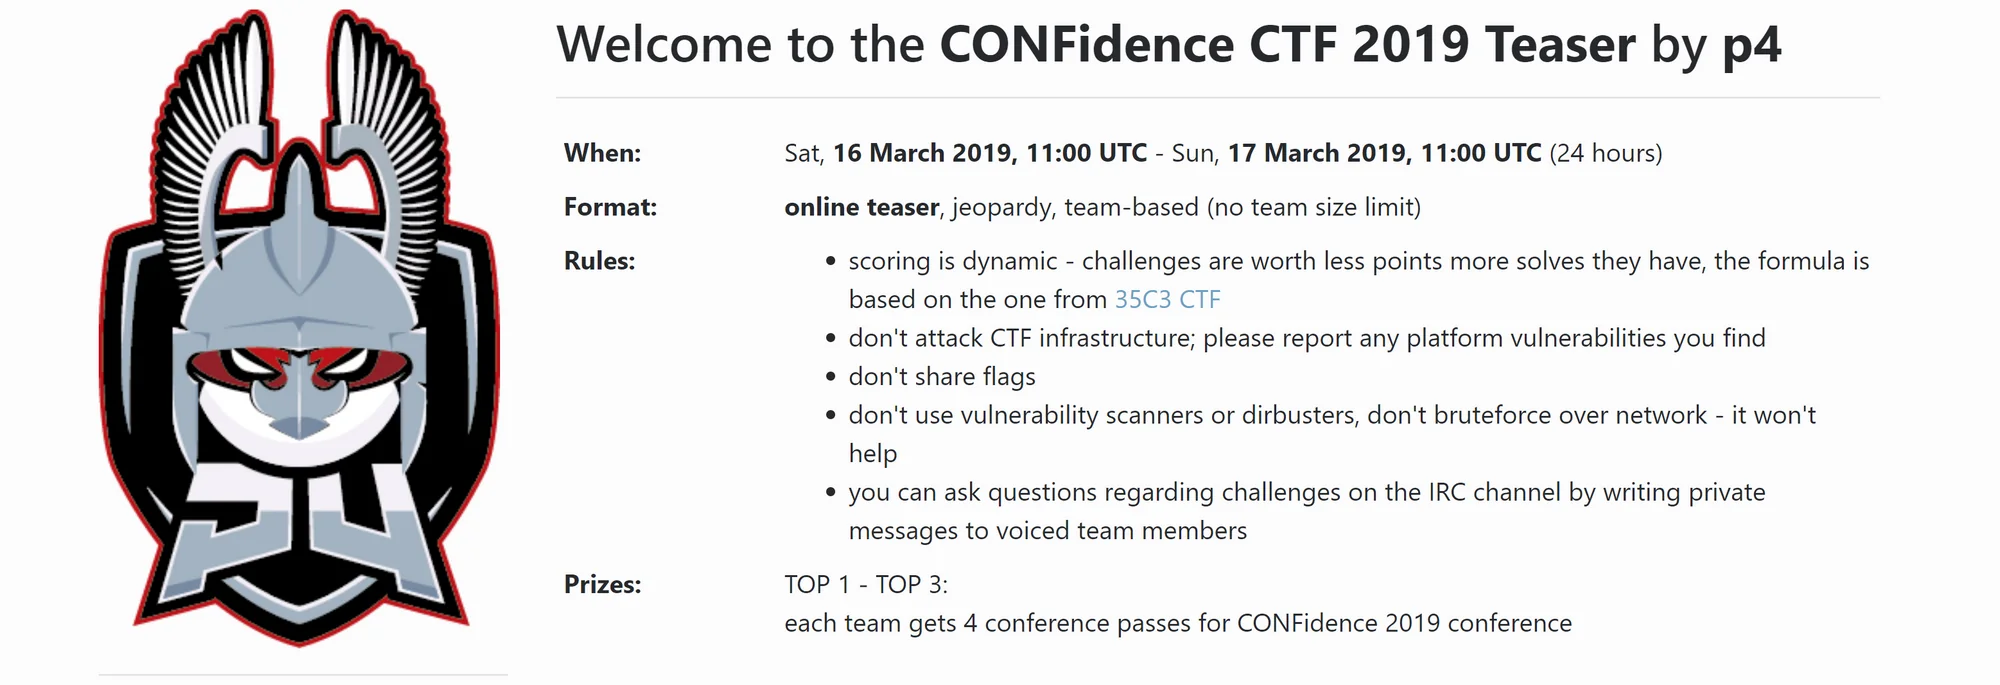 Welcome to the CONFidence CTF 2019 Teaser by p4
When: Sat, 16 March 2019, 11:00 UTC - Sun, 17 March 2019, 11:00 UTC (24 hours)
Format: online teaser, jeopardy, team-based (no team size limit)
Rules: • scoring is dynamic - challenges are worth less points more solves they have, the formula is
based on the one from 35C3 CTF
• don't attack CTF infrastructure; please report any platform vulnerabilities you find
• don't share flags
• don't use vulnerability scanners or dirbusters, don't bruteforce over network - it won't
help
• you can ask questions regarding challenges on the IRC channel by writing private
messages to voiced team members
Prizes: TOP 1 - TOP 3:
each team gets 4 conference passes for CONFidence 2019 conference